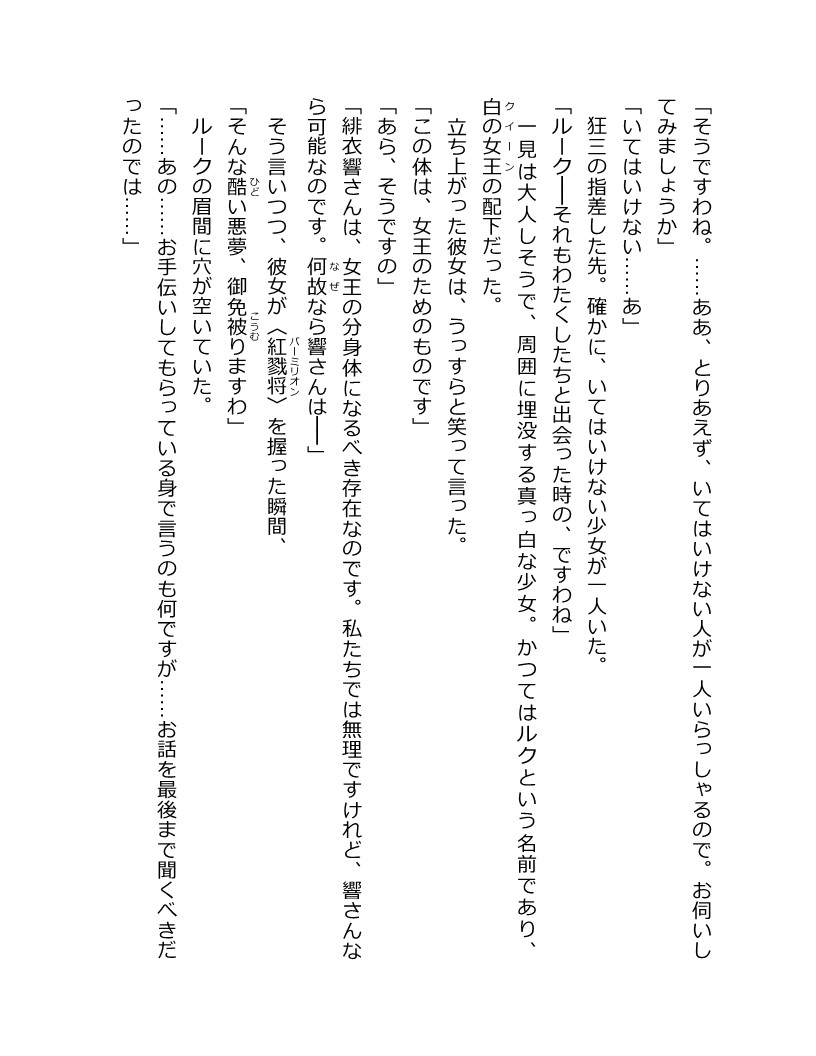 「そうですわね。……ああ、とりあえず、いてはいけない人が一人いらっしゃるので。お伺いし
てみましょうか」
「いてはいけない……あ」
狂三の指差した先。確かに、いてはいけない少女が一人いた。
「ルーク――それもわたくしたちと出会った時の、ですわね」
一見は大人しそうで、周囲に埋没する真っ白な少女。かつてはルクという名前であり、
白の女王の配下だった。
クイーン
立ち上がった彼女は、うっすらと笑って言った。
「この体は、女王のためのものです」
「あら、そうですの」
「緋衣響さんは、女王の分身体になるべき存在なのです。私たちでは無理ですけれど、響さんな
ら可能なのです。何故なら響さんは――」
なぜ
そう言いつつ、彼女が〈紅戮将〉を握った瞬間、
バーミリオン
「そんな酷い悪夢、御免被りますわ」
ひど
こうむ
ルークの眉間に穴が空いていた。
「……あの……お手伝いしてもらっている身で言うのも何ですが……お話を最後まで聞くべきだ
ったのでは……」